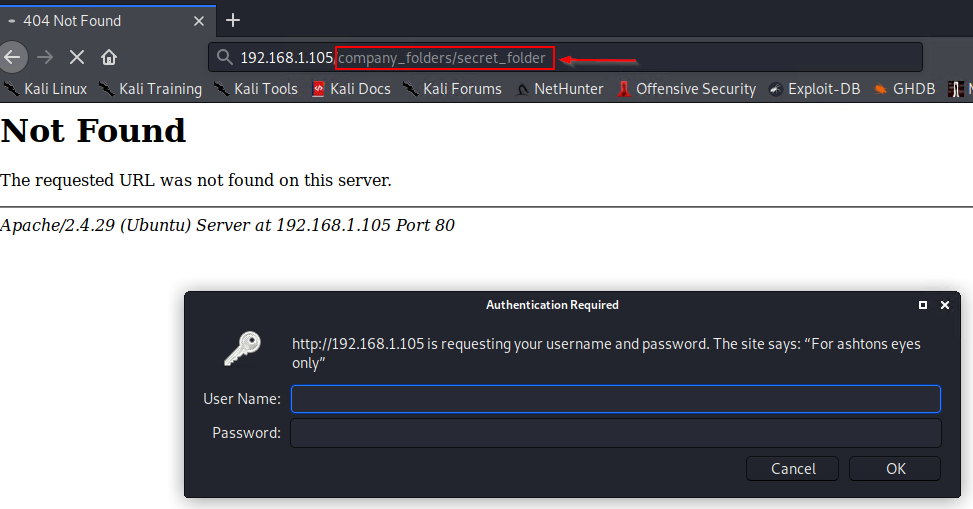 404 Not Found
192.168.1.105/company_folders/secret_folder
Kali Linux Kali Training Kali Tools Kali Docs Kali Forums NetHunter Offensive Security Exploit-DB GHDB
Not Found
The requested URL was not found on this server.
Apache/2.4.29 (Ubuntu) Server at 192.168.1.105 Port 80
Authentication Required
http://192.168.1.105 is requesting your username and password. The site says: “For ashtons eyes
only”
User Name:
Password:
Cancel OK